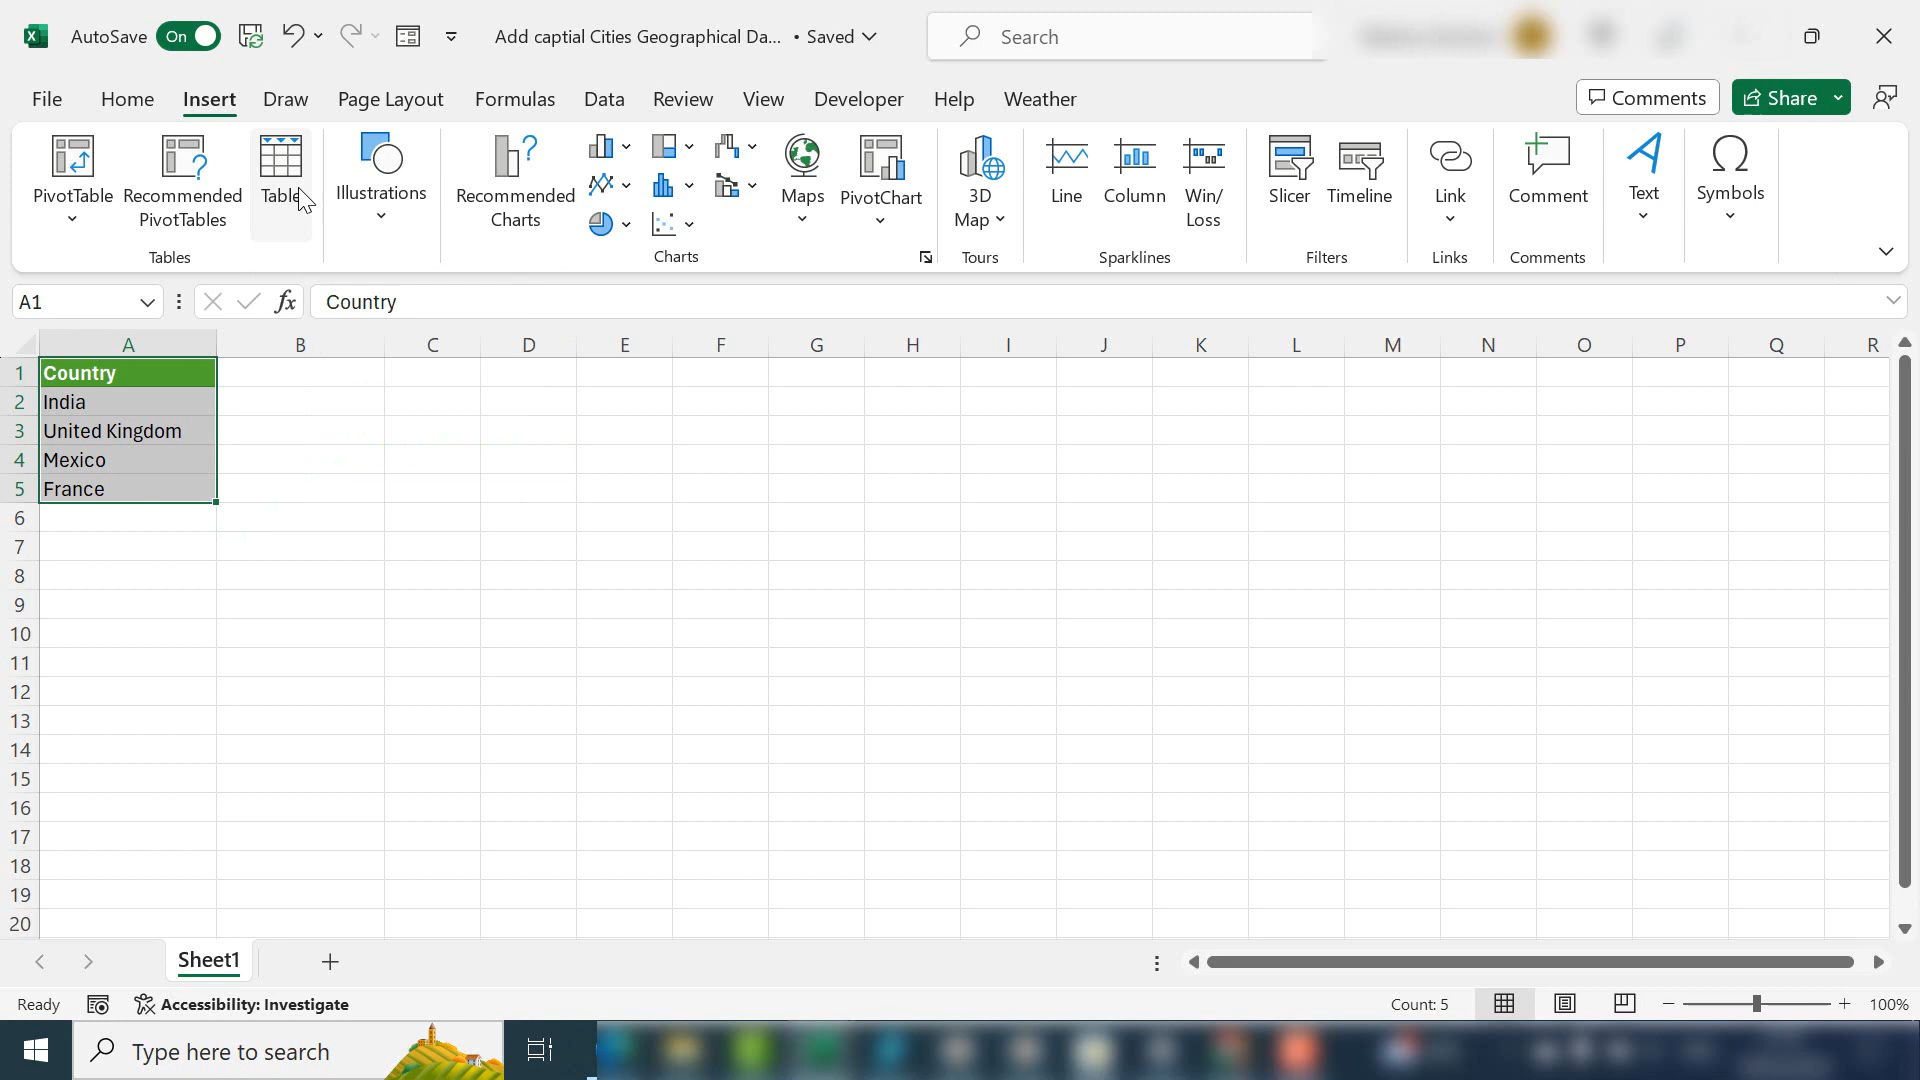 AutoSave On Add captial Cities Geographical Da... • Saved Search
File Home Insert Draw Page Layout Formulas Data Review View Developer Help Weather Comments Share
PivotTable Recommended PivotTables Table Illustrations Recommended Charts Maps PivotChart 3D Map Line Column Win/ Loss Slicer Timeline Link Comment Text Symbols
Tables Charts Tours Sparklines Filters Links Comments
A1 fx Country
A B C D E F G H I J K L M N O P Q R
1 Country
2 India
3 United Kingdom
4 Mexico
5 France
6
7
8
9
10
11
12
13
14
15
16
17
18
19
20
Sheet1
Ready Accessibility: Investigate Count: 5 100%
Type here to search